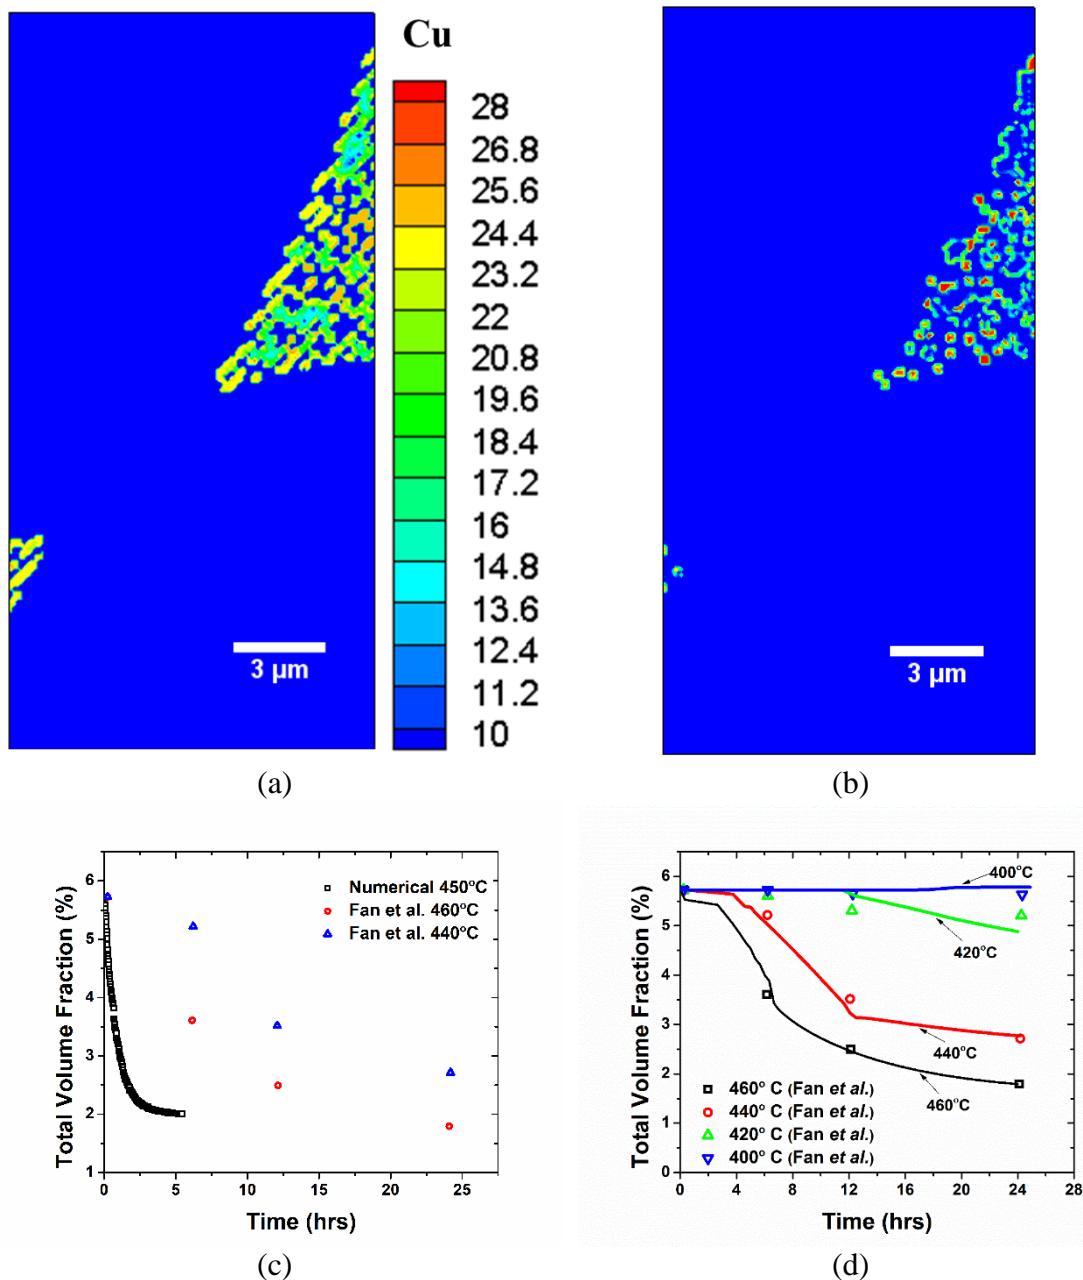 Cu
28
26.8
25.6
24.4
23.2
22
20.8
19.6
18.4
17.2
16
14.8
13.6
12.4
11.2
10
3 µm
3 µm
(a)
(b)
Total Volume Fraction (%)
6
5
4
3
2
1
Numerical 450°C
Fan et al. 460°C
Fan et al. 440°C
0
5
10
15
20
25
Time (hrs)
(c)
Total Volume Fraction (%)
6
5
4
3
2
1
0
400°C
420°C
440°C
460°C
460° C (Fan et al.)
440° C (Fan et al.)
420° C (Fan et al.)
400° C (Fan et al.)
0
4
8
12
16
20
24
28
Time (hrs)
(d)